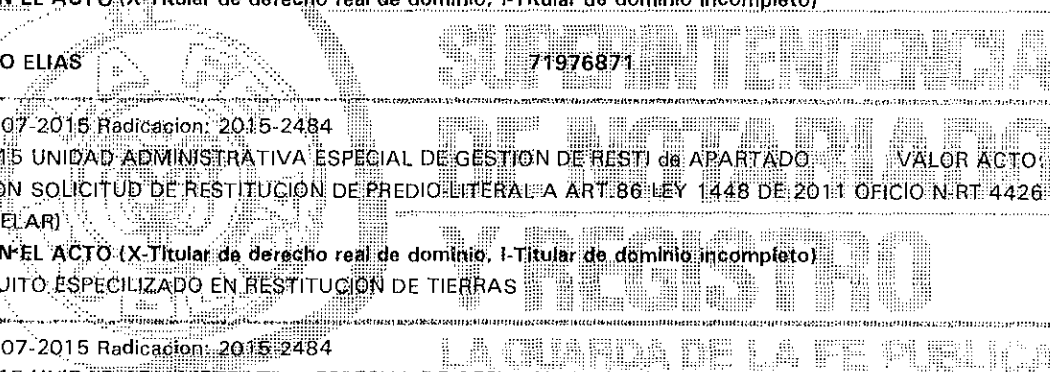 N EL ACTO (X-Titular de derecho real de dominio, I-Titular de dominio incompleto)
O ELIAS 71976871
SUPERINTENDENCIA
07-2015 Radicacion: 2015-2484
DE NOTARIADO
15 UNIDAD ADMINISTRATIVA ESPECIAL DE GESTION DE RESTI de APARTADO VALOR ACTO:
ON SOLICITUD DE RESTITUCION DE PREDIO-LITERAL A ART.86 LEY 1448 DE 2011 OFICIO N RT 4426
ELAR)
Y REGISTRO
N EL ACTO (X-Titular de derecho real de dominio, I-Titular de dominio incompleto)
UITO ESPECILIZADO EN RESTITUCION DE TIERRAS
07-2015 Radicacion: 2015-2484
LA GUARDA DE LA FE PUBLICA